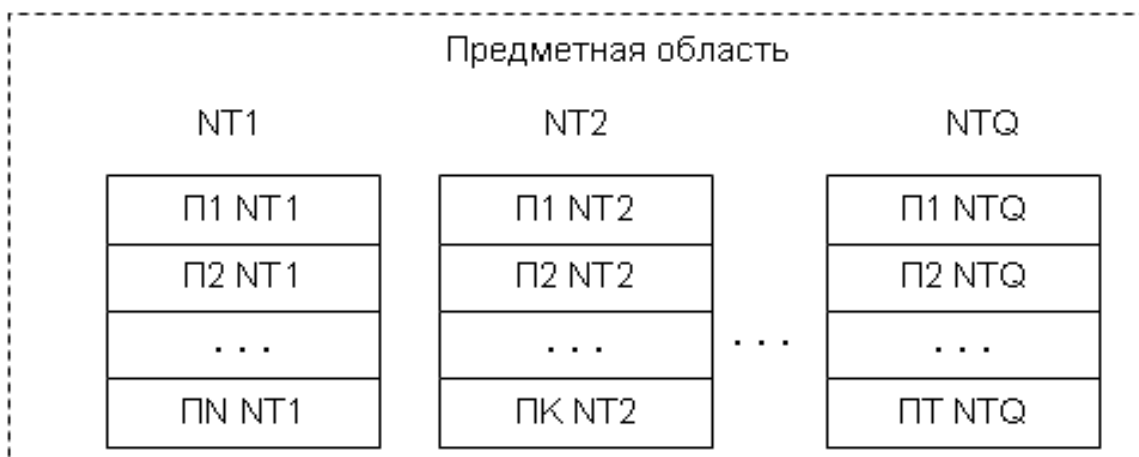 Предметная область
NT1 NT2 NTQ
П1 NT1 П1 NT2 П1 NTQ
П2 NT1 П2 NT2 П2 NTQ
. . . . . . . . . . . .
ПN NT1 ПК NT2 ПТ NTQ